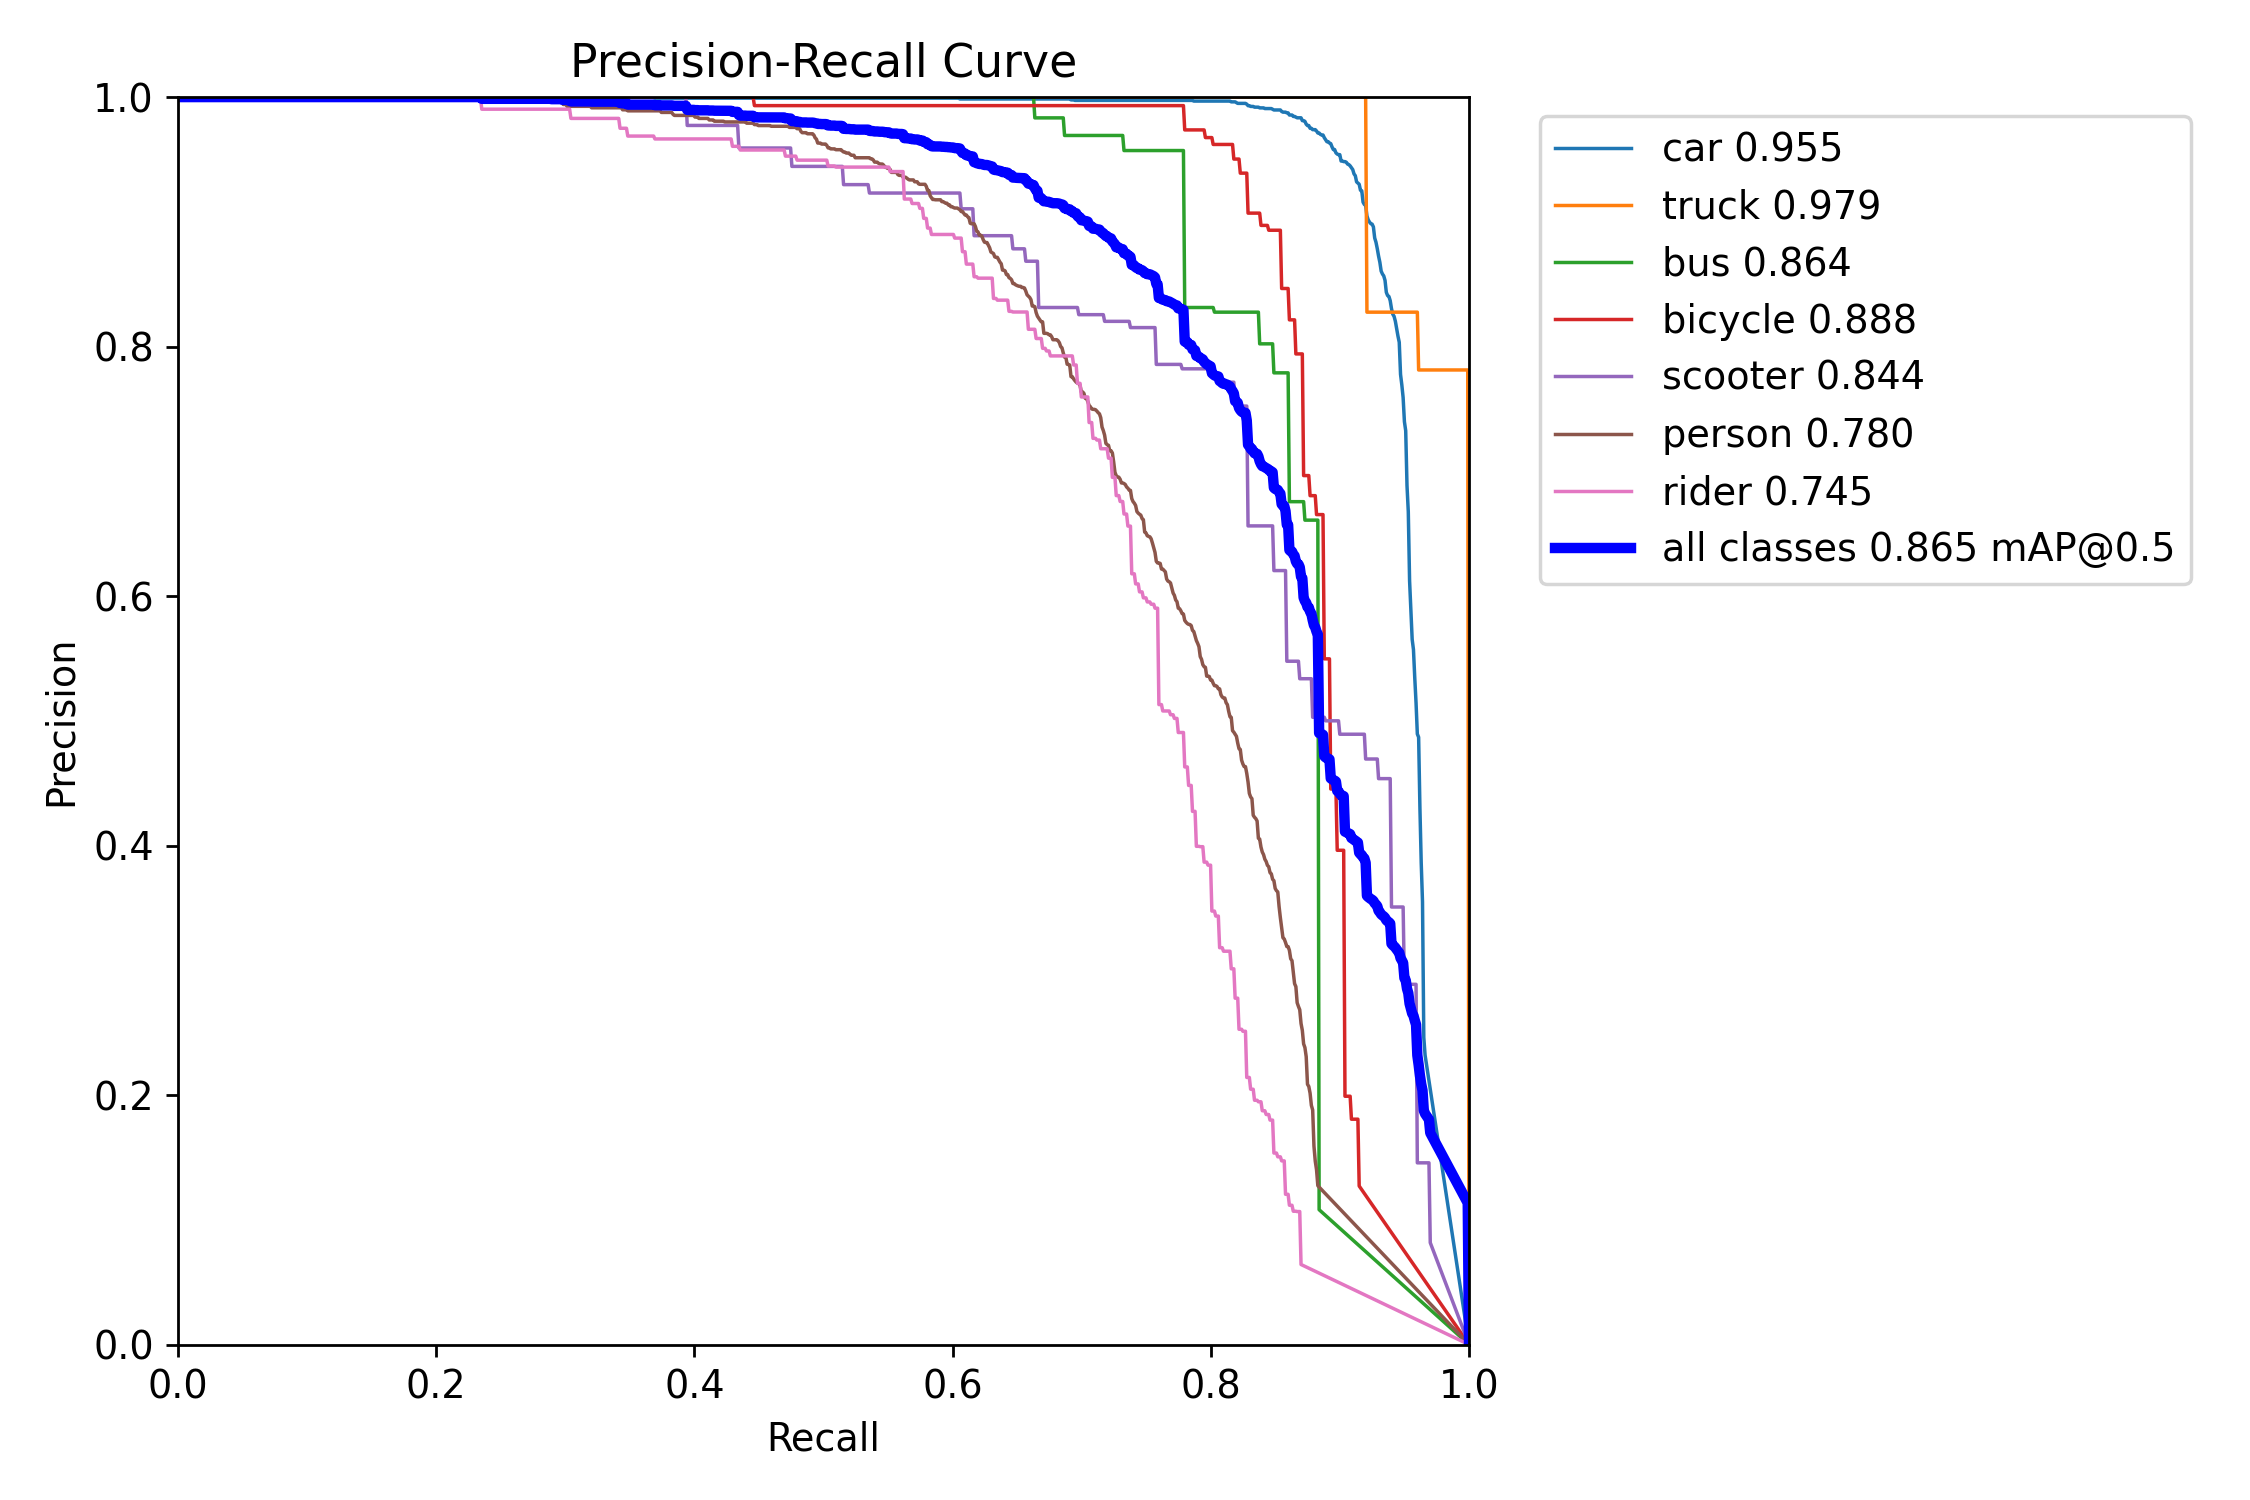 Precision-Recall Curve
1.0
0.8
0.6
0.4
0.2
0.0
Precision
0.0 0.2 0.4 0.6 0.8 1.0
Recall
car 0.955
truck 0.979
bus 0.864
bicycle 0.888
scooter 0.844
person 0.780
rider 0.745
all classes 0.865 mAP@0.5